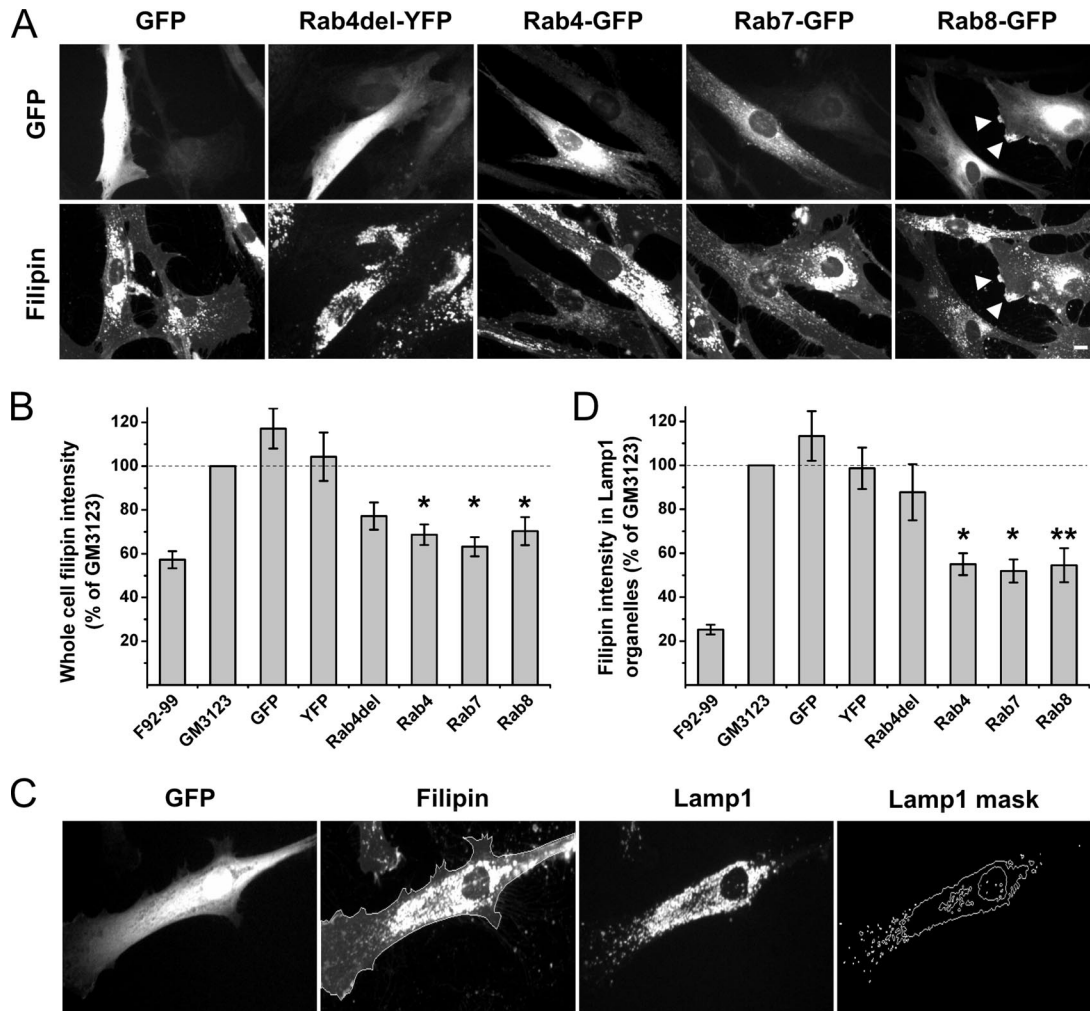 A
GFP Rab4del-YFP Rab4-GFP Rab7-GFP Rab8-GFP
GFP
Filipin
B
Whole cell filipin intensity
(% of GM3123)
120
100
80
60
40
20
* * *
F92-99 GM3123 GFP YFP Rab4del Rab4 Rab7 Rab8
D
Filipin intensity in Lamp1
organelles (% of GM3123)
120
100
80
60
40
20
* * **
F92-99 GM3123 GFP YFP Rab4del Rab4 Rab7 Rab8
C
GFP Filipin Lamp1 Lamp1 mask